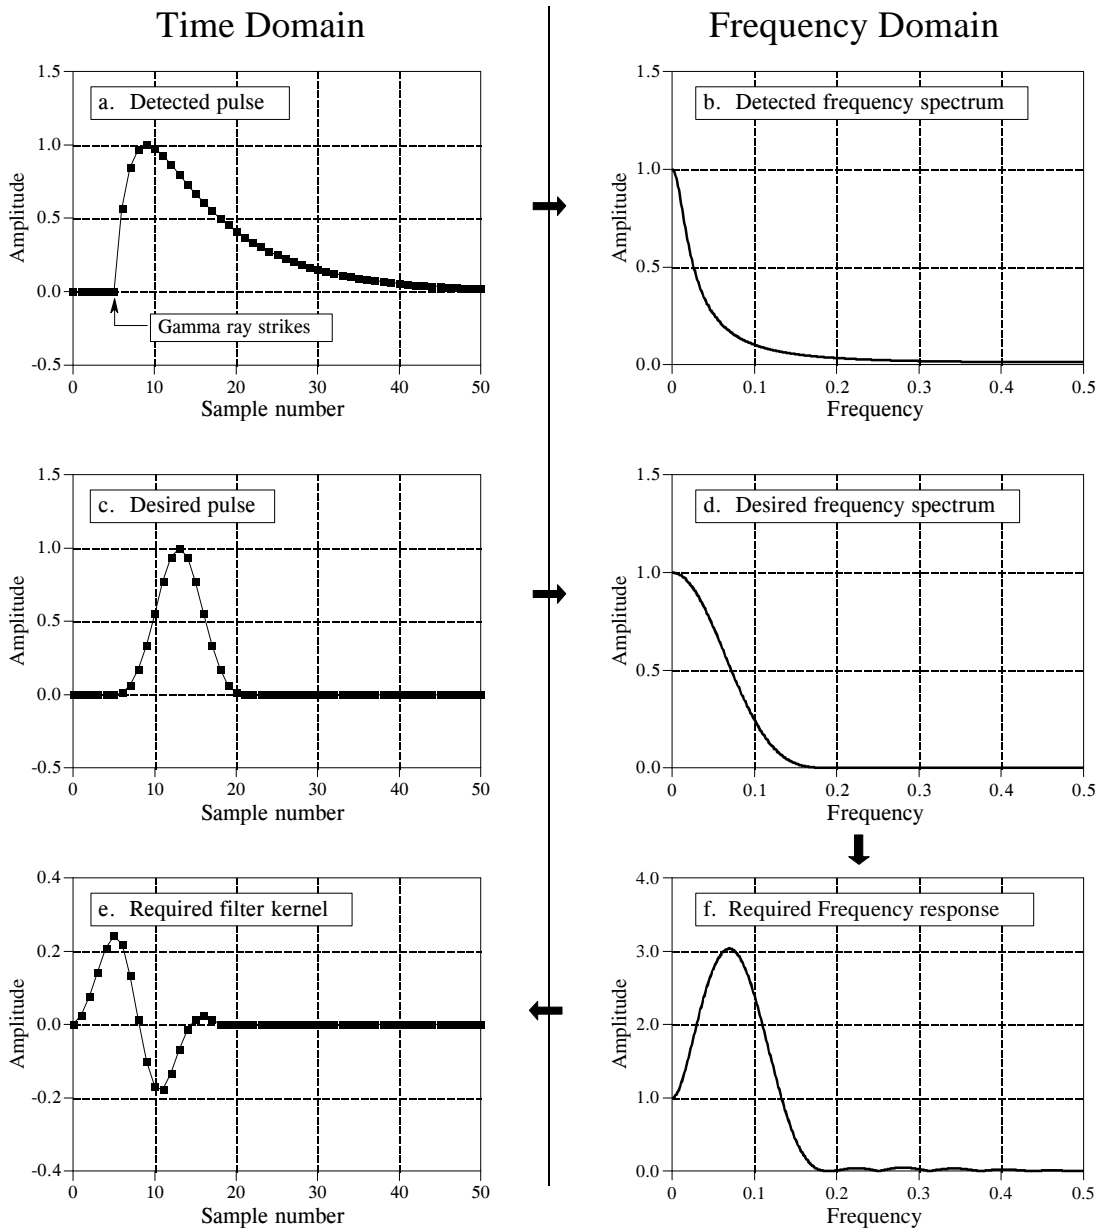 Time Domain
Frequency Domain
1.5
1.0
0.5
0.0
-0.5
Amplitude
a. Detected pulse
Gamma ray strikes
0 10 20 30 40 50
Sample number
1.5
1.0
0.5
0.0
Amplitude
b. Detected frequency spectrum
0 0.1 0.2 0.3 0.4 0.5
Frequency
1.5
1.0
0.5
0.0
-0.5
Amplitude
c. Desired pulse
0 10 20 30 40 50
Sample number
1.5
1.0
0.5
0.0
Amplitude
d. Desired frequency spectrum
0 0.1 0.2 0.3 0.4 0.5
Frequency
0.4
0.2
0.0
-0.2
-0.4
Amplitude
e. Required filter kernel
0 10 20 30 40 50
Sample number
4.0
3.0
2.0
1.0
0.0
Amplitude
f. Required Frequency response
0 0.1 0.2 0.3 0.4 0.5
Frequency